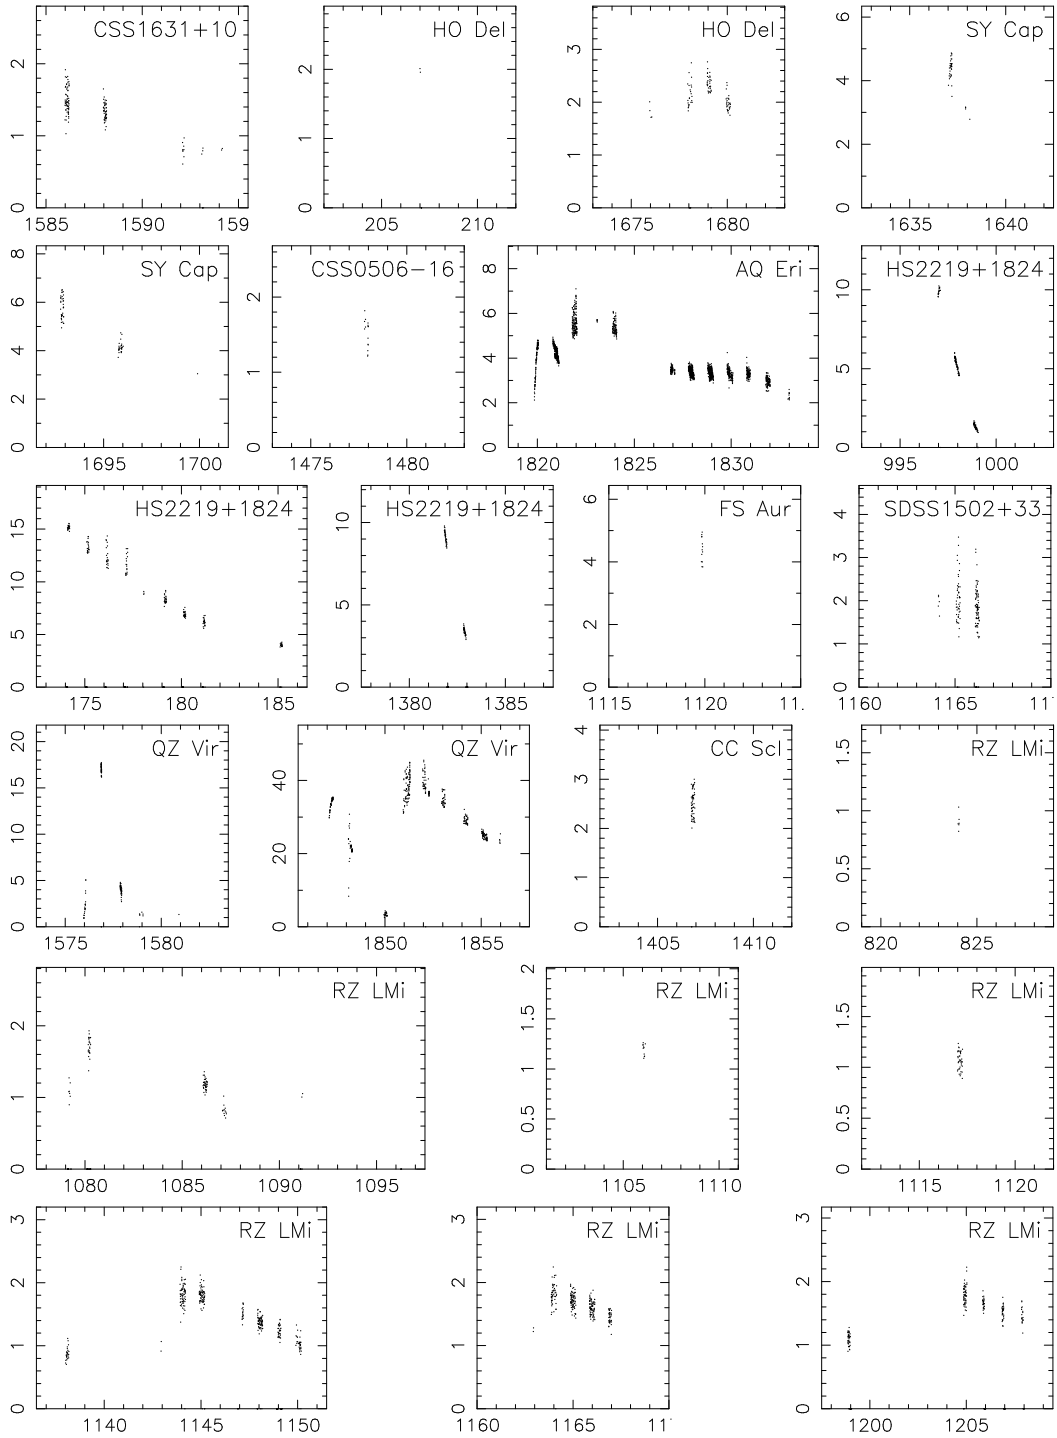 CSS1631+10 HO Del HO Del SY Cap
2 1 0 2 1 0 3 2 1 0 6 4 2 0
1585 1590 159 205 210 1675 1680 1635 1640
SY Cap CSS0506−16 AQ Eri HS2219+1824
8 6 4 2 0 2 1 0 8 6 4 2 0 10 5 0
1695 1700 1475 1480 1820 1825 1830 995 1000
HS2219+1824 HS2219+1824 FS Aur SDSS1502+33
15 10 5 0 10 5 0 6 4 2 0 4 3 2 1 0
175 180 185 1380 1385 1115 1120 11. 1160 1165 11
QZ Vir QZ Vir CC Scl RZ LMi
20 15 10 5 0 40 20 0 4 3 2 1 0 1.5 1 0.5 0
1575 1580 1850 1855 1405 1410 820 825
RZ LMi RZ LMi RZ LMi
2 1 0 2 1.5 1 0.5 0 1.5 1 0.5 0
1080 1085 1090 1095 1105 1110 1115 1120
RZ LMi RZ LMi RZ LMi
3 2 1 0 3 2 1 0 3 2 1 0
1140 1145 1150 1160 1165 11 1200 1205